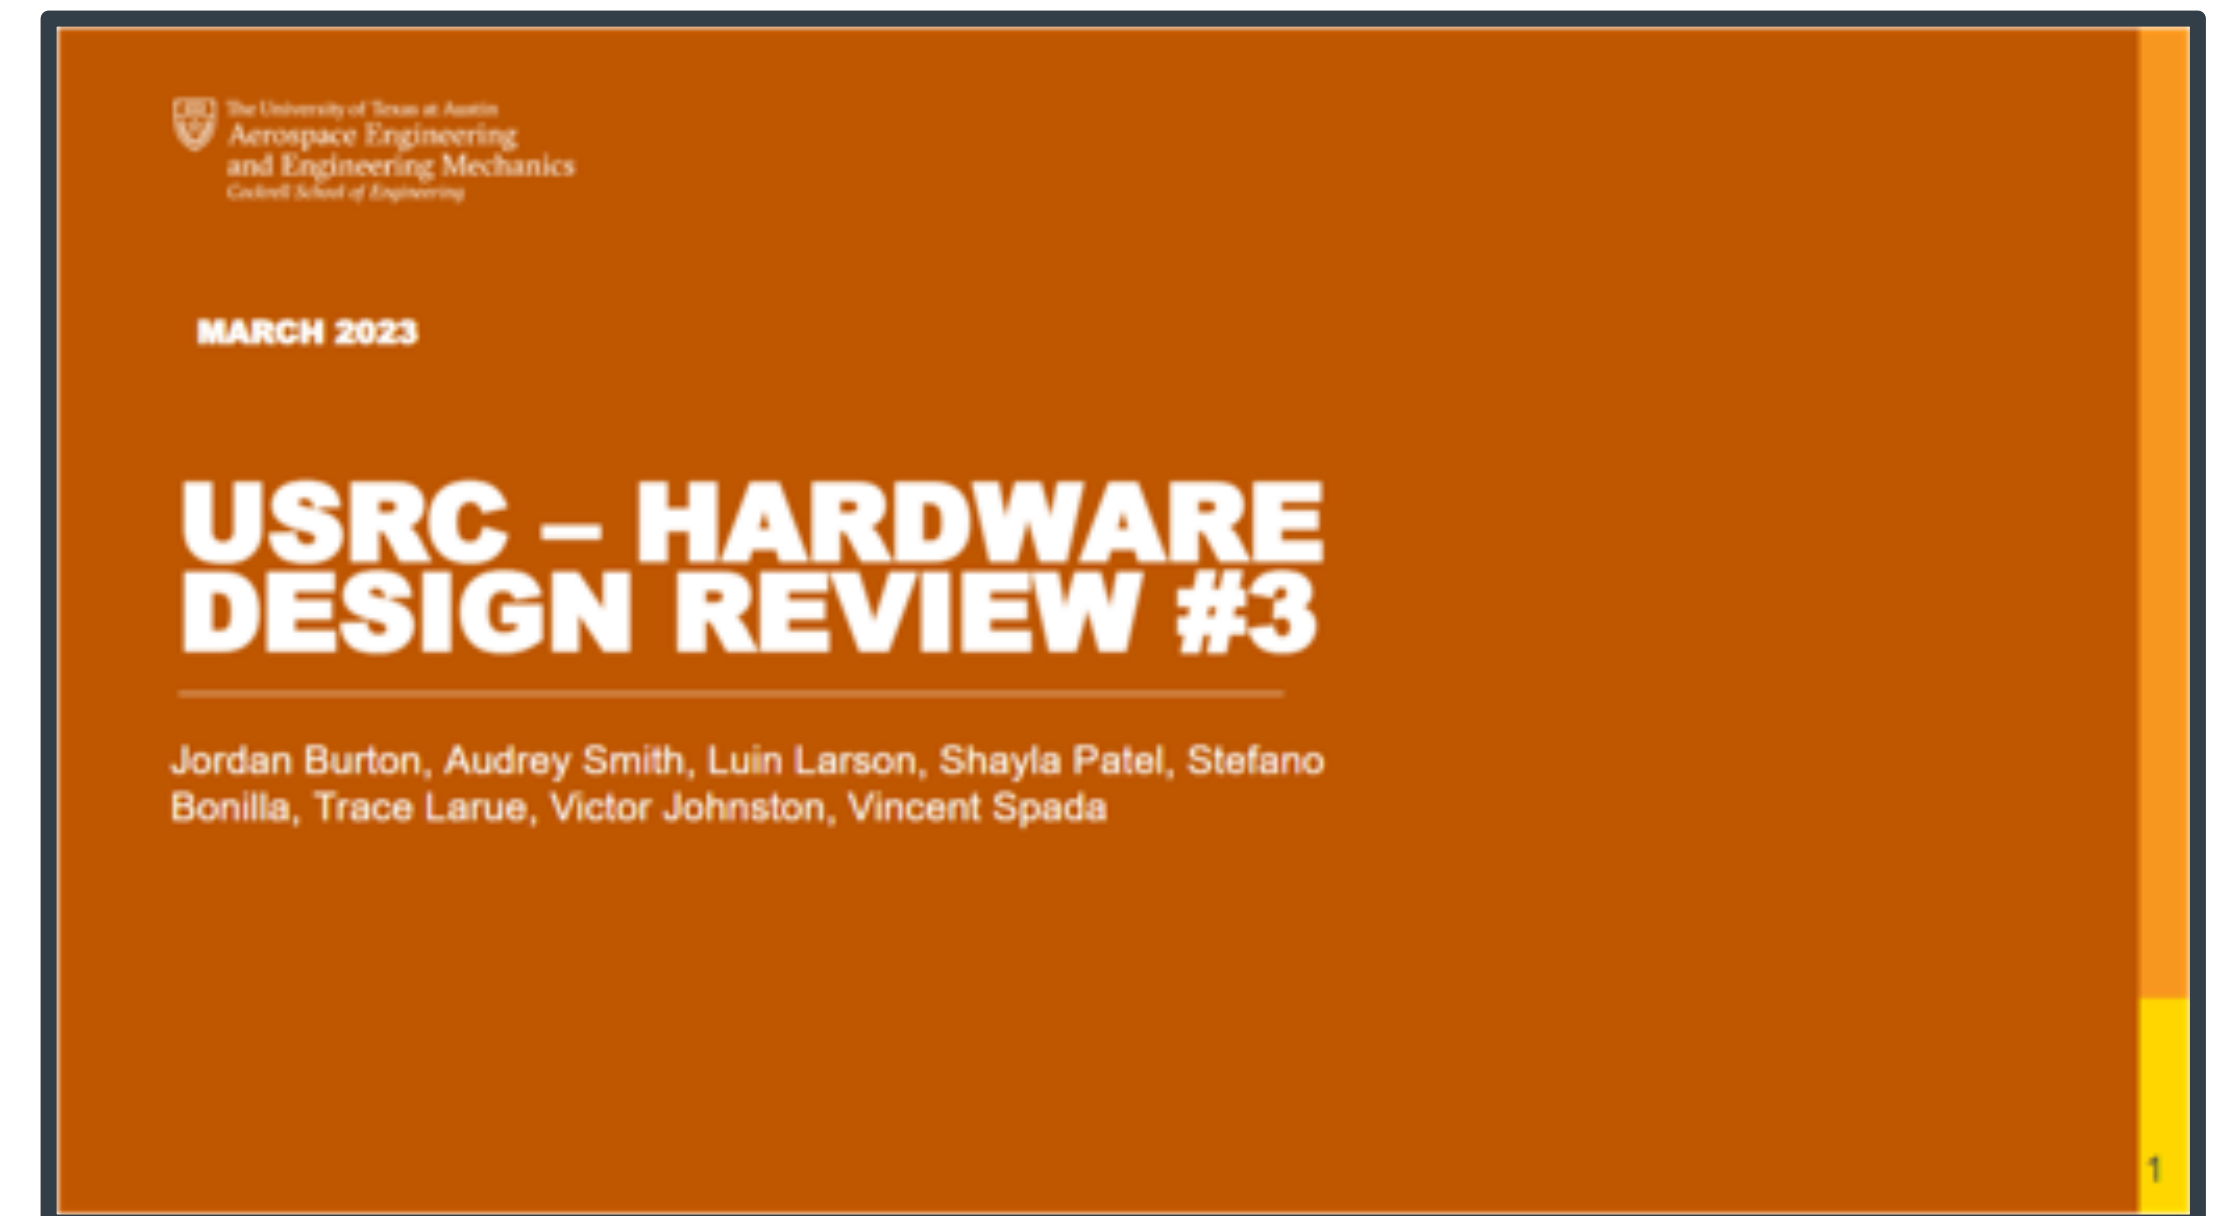 The University of Texas at Austin
Aerospace Engineering
and Engineering Mechanics
Cockrell School of Engineering
MARCH 2023
USRC – HARDWARE
DESIGN REVIEW #3
Jordan Burton, Audrey Smith, Luin Larson, Shayla Patel, Stefano
Bonilla, Trace Larue, Victor Johnston, Vincent Spada
1